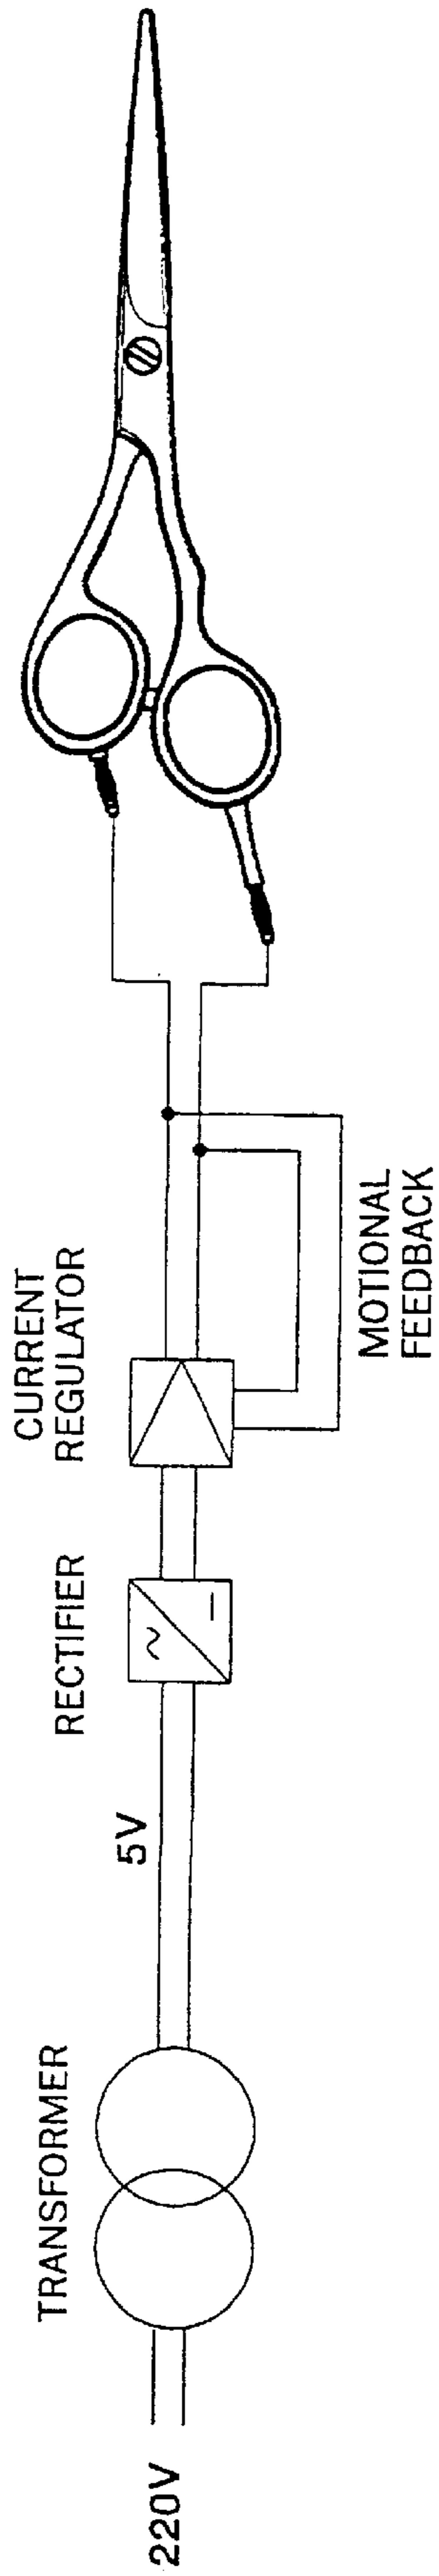 220V
TRANSFORMER
5V
RECTIFIER
CURRENT
REGULATOR
MOTIONAL
FEEDBACK